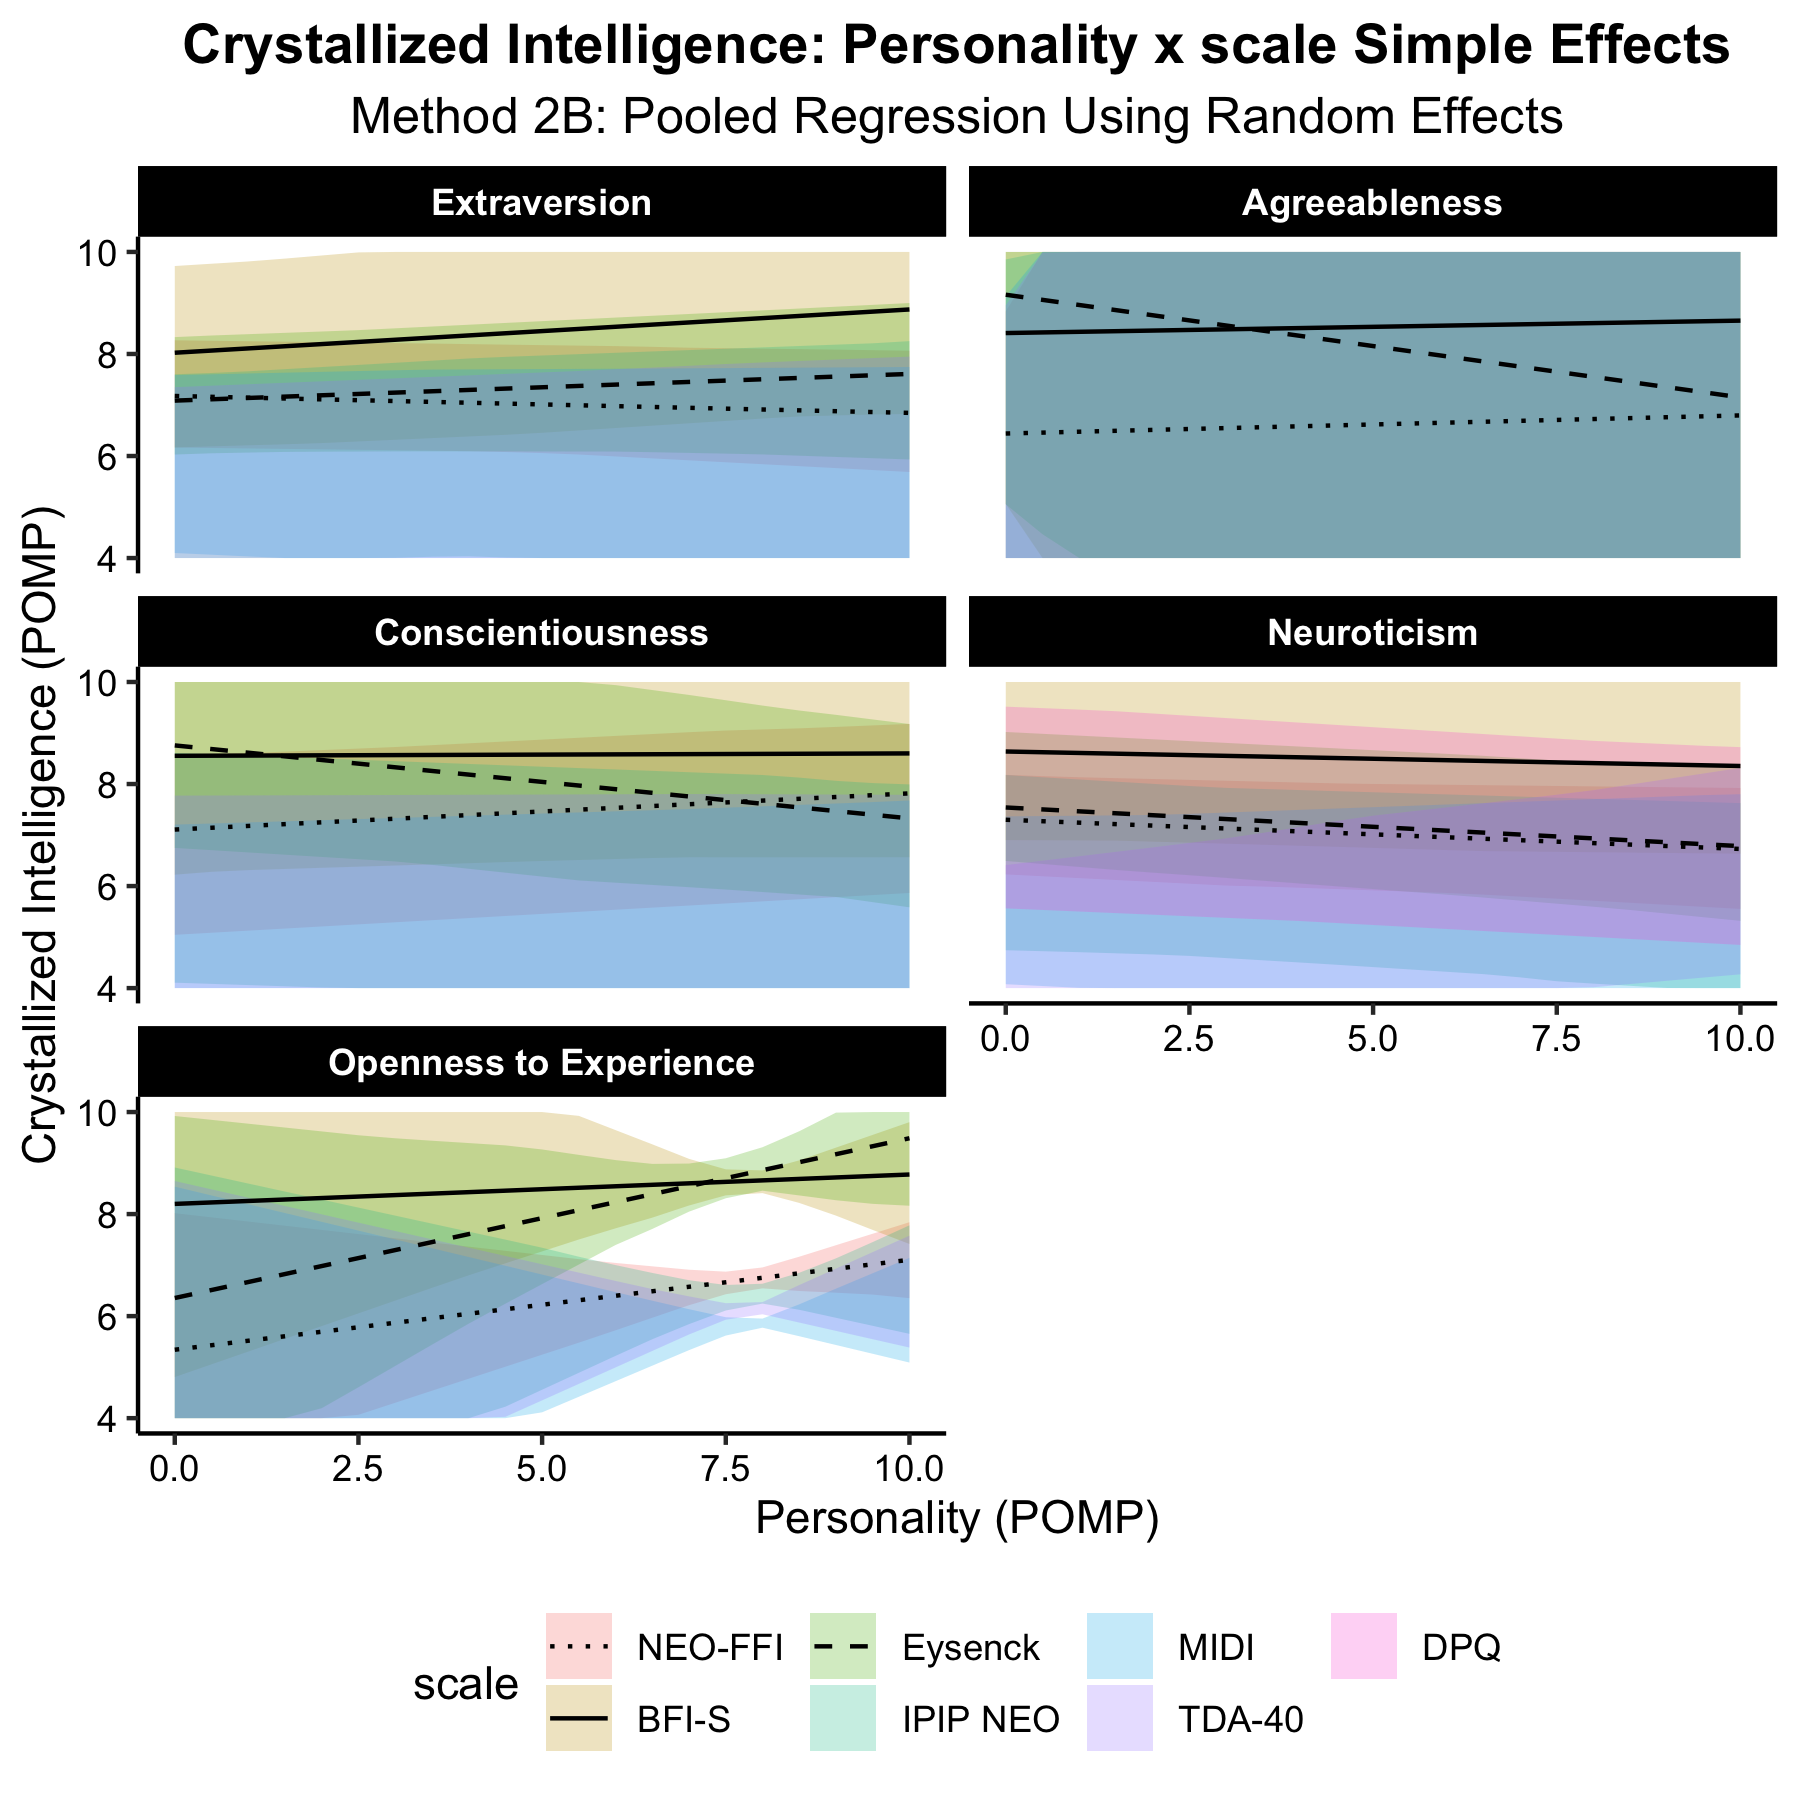 Crystallized Intelligence: Personality x scale Simple Effects
Method 2B: Pooled Regression Using Random Effects
Extraversion
Agreeableness
10
8
6
4
Conscientiousness
Neuroticism
10
8
6
4
0.0 2.5 5.0 7.5 10.0
Openness to Experience
10
8
6
4
0.0 2.5 5.0 7.5 10.0
Crystallized Intelligence (POMP)
Personality (POMP)
scale
NEO-FFI Eysenck MIDI DPQ
BFI-S IPIP NEO TDA-40